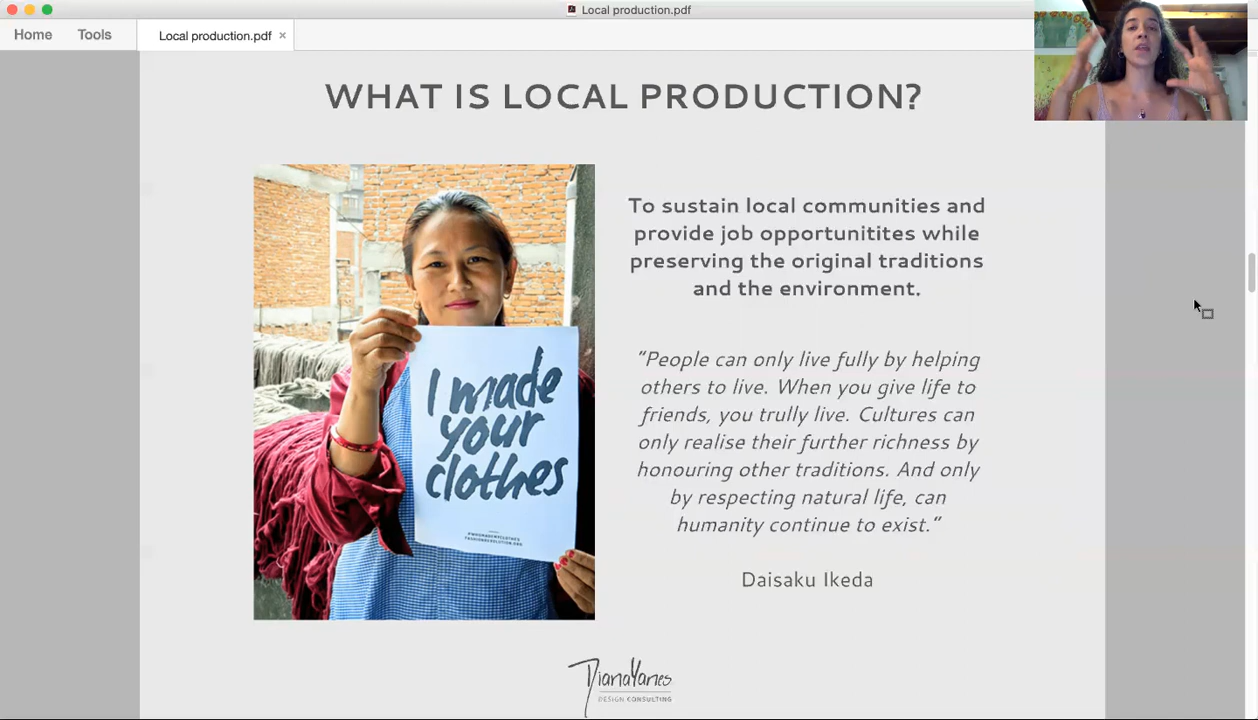 Local production.pdf
Home
Tools
Local production.pdf
WHAT IS LOCAL PRODUCTION?
To sustain local communities and
provide job opportunitites while
preserving the original traditions
and the environment.
I made
your
clothes
#WHOMADEMYCLOTHES
FASHIONREVOLUTION.ORG
"People can only live fully by helping
others to live. When you give life to
friends, you trully live. Cultures can
only realise their further richness by
honouring other traditions. And only
by respecting natural life, can
humanity continue to exist."
Daisaku Ikeda
DianaYanes
DESIGN CONSULTING